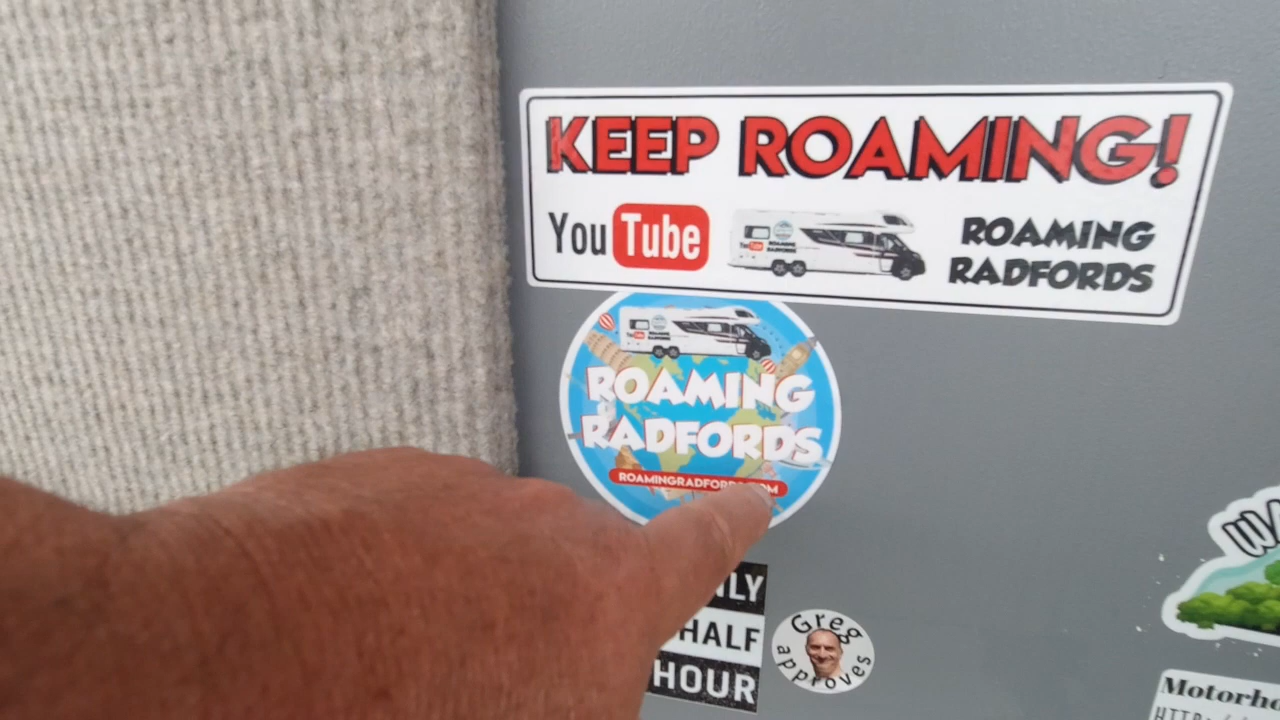 KEEP ROAMING!
YouTube
ROAMING
RADFORDS
ROAMING
RADFORDS
HALF
HOUR
Greg
approves